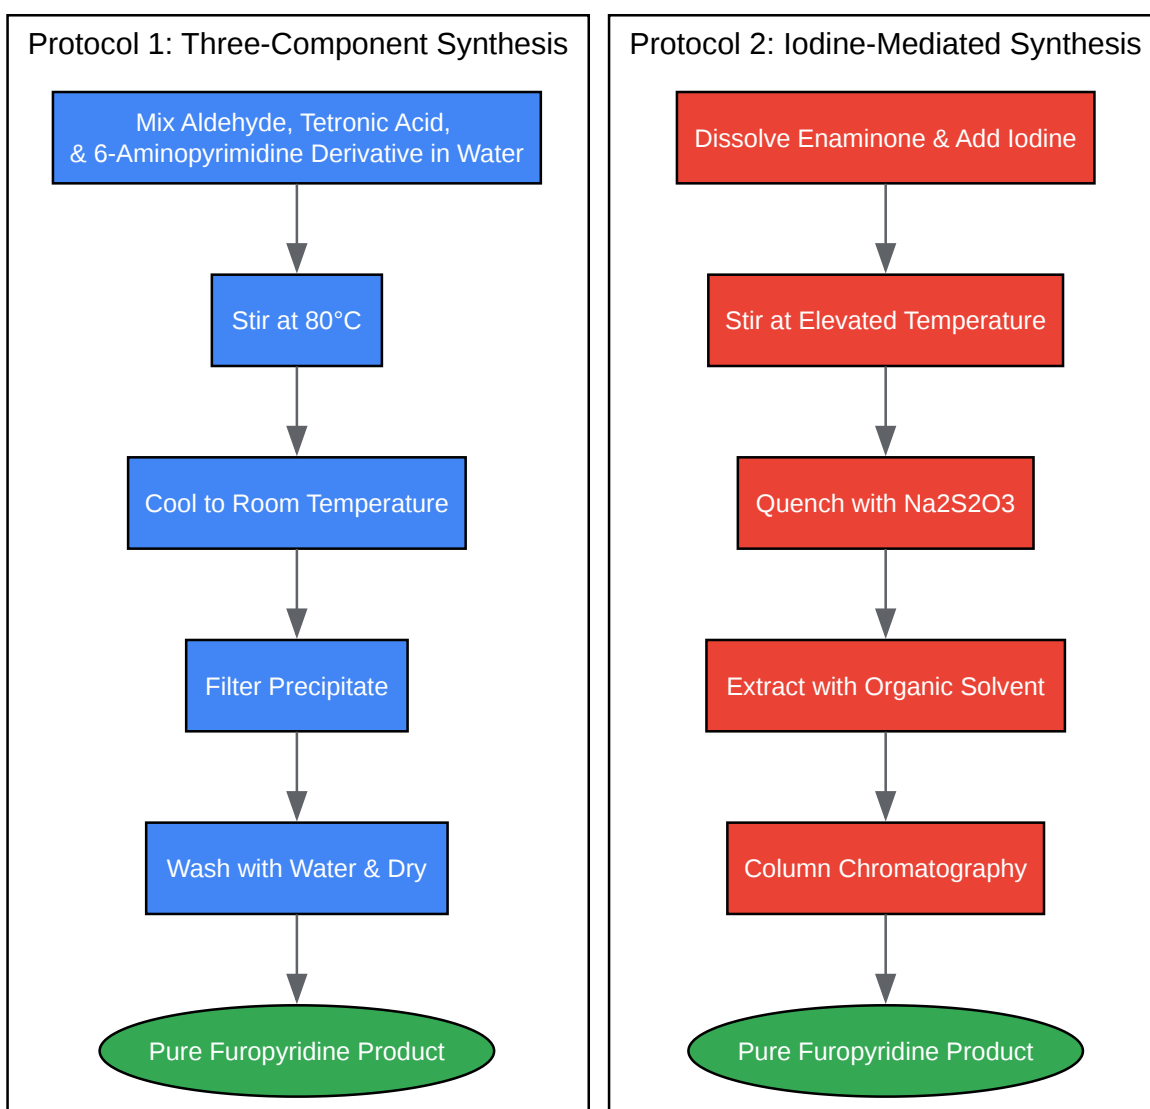 Protocol 1: Three-Component Synthesis
Mix Aldehyde, Tetronic Acid,
& 6-Aminopyrimidine Derivative in Water
Stir at 80°C
Cool to Room Temperature
Filter Precipitate
Wash with Water & Dry
Pure Furopyridine Product
Protocol 2: Iodine-Mediated Synthesis
Dissolve Enaminone & Add Iodine
Stir at Elevated Temperature
Quench with Na2S2O3
Extract with Organic Solvent
Column Chromatography
Pure Furopyridine Product